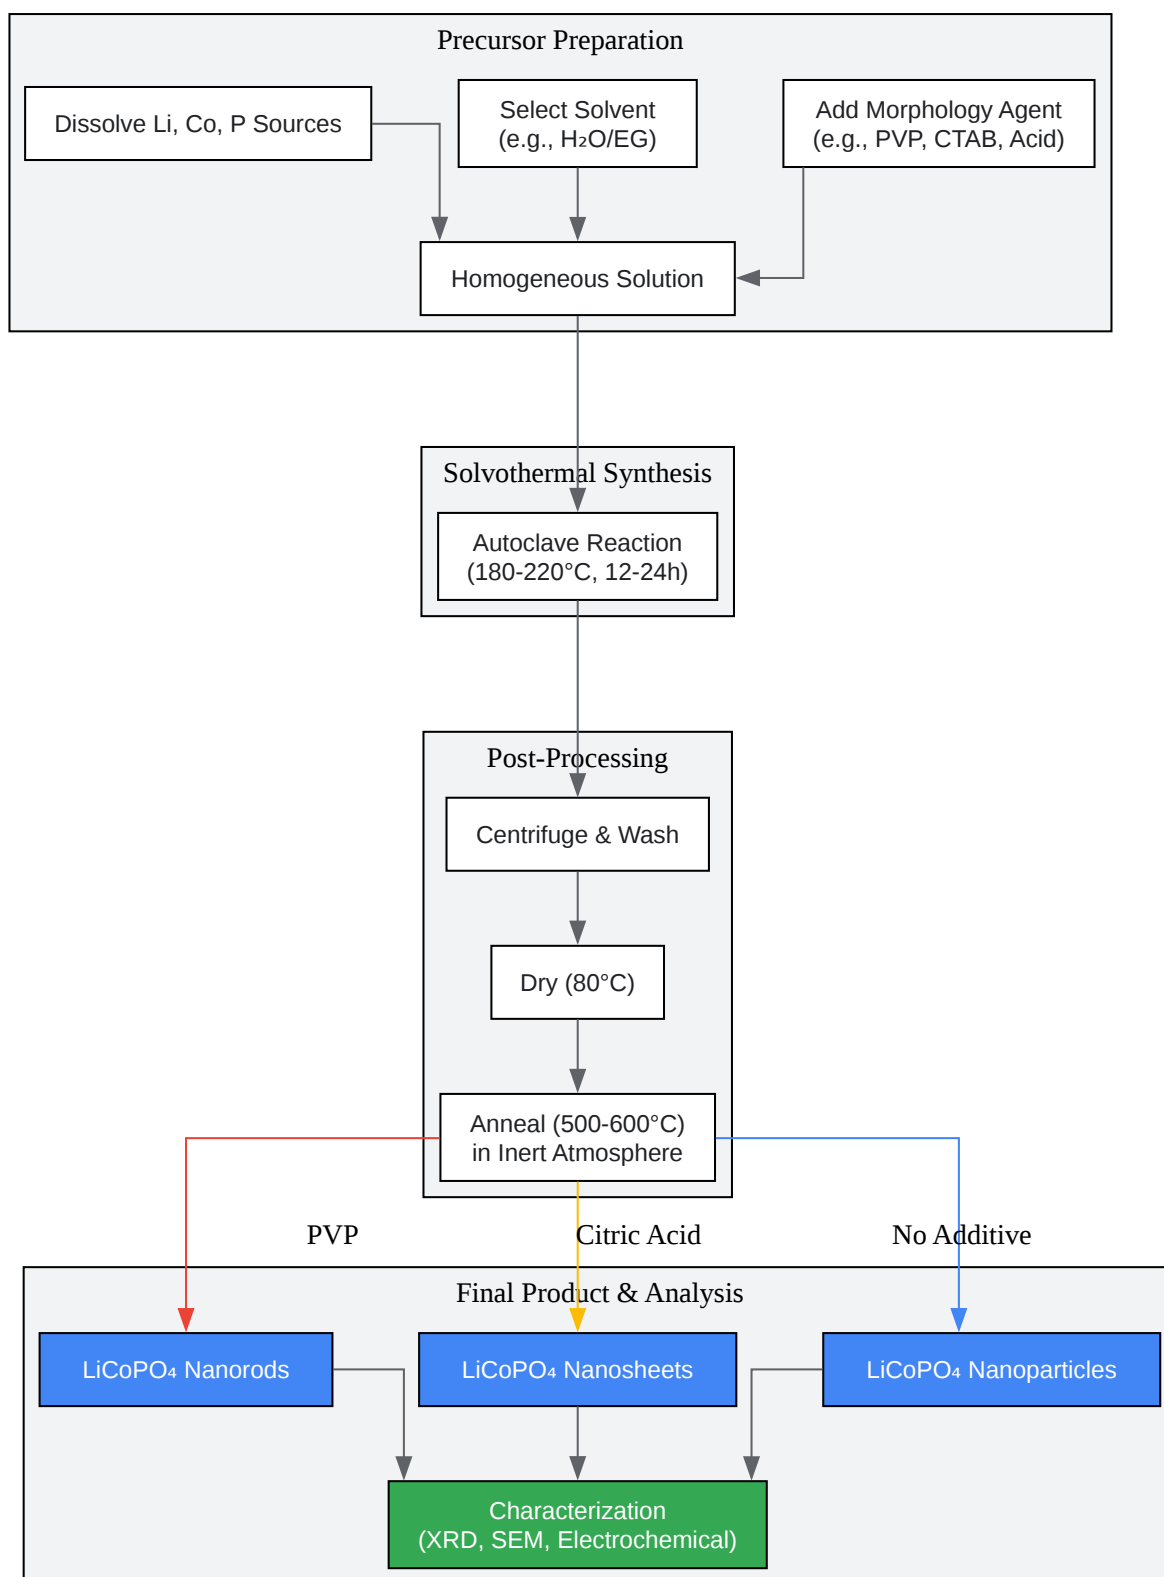 Precursor Preparation
Dissolve Li, Co, P Sources
Select Solvent
(e.g., H₂O/EG)
Add Morphology Agent
(e.g., PVP, CTAB, Acid)
Homogeneous Solution
Solvothermal Synthesis
Autoclave Reaction
(180-220°C, 12-24h)
Post-Processing
Centrifuge & Wash
Dry (80°C)
Anneal (500-600°C)
in Inert Atmosphere
PVP
Citric Acid
No Additive
Final Product & Analysis
LiCoPO₄ Nanorods
LiCoPO₄ Nanosheets
LiCoPO₄ Nanoparticles
Characterization
(XRD, SEM, Electrochemical)